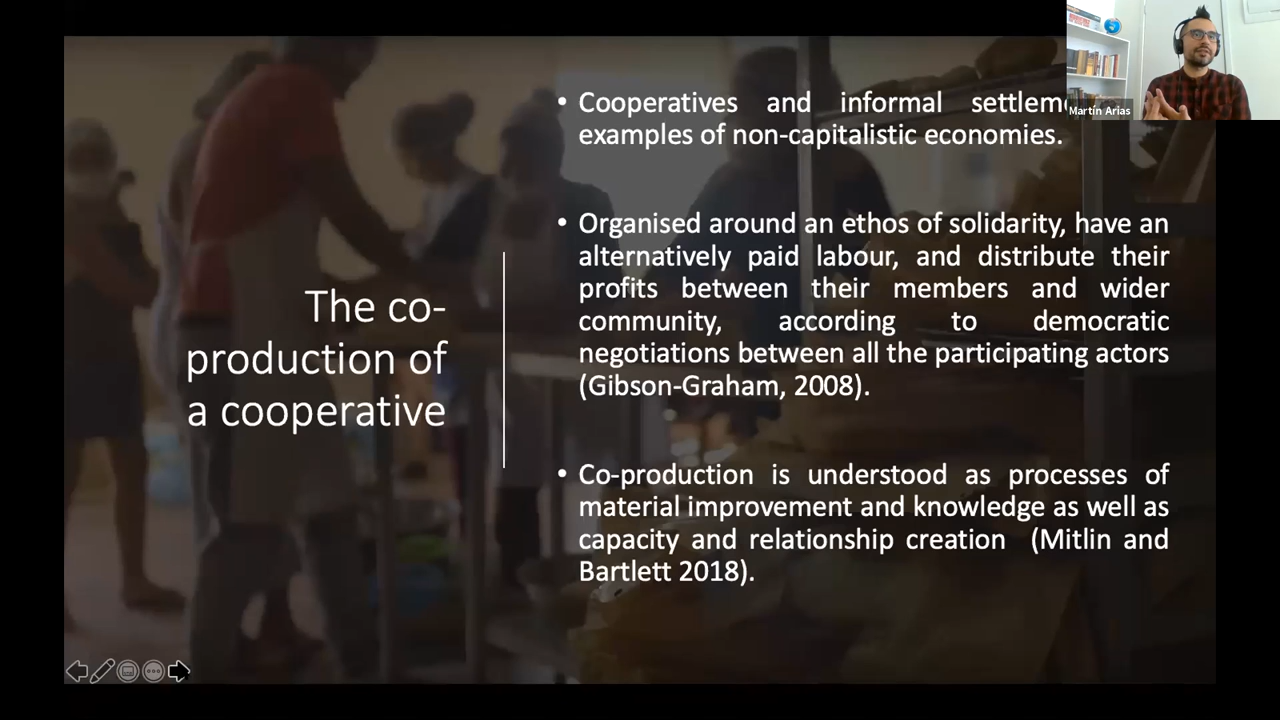 The co-
production of
a cooperative
• Cooperatives and informal
examples of non-capitalistic economies.
• Organised around an ethos of solidarity, have an
alternatively paid labour, and distribute their
profits between their members and wider
community, according to democratic
negotiations between all the participating actors
(Gibson-Graham, 2008).
• Co-production is understood as processes of
material improvement and knowledge as well as
capacity and relationship creation (Mitlin and
Bartlett 2018).
Martín Arias